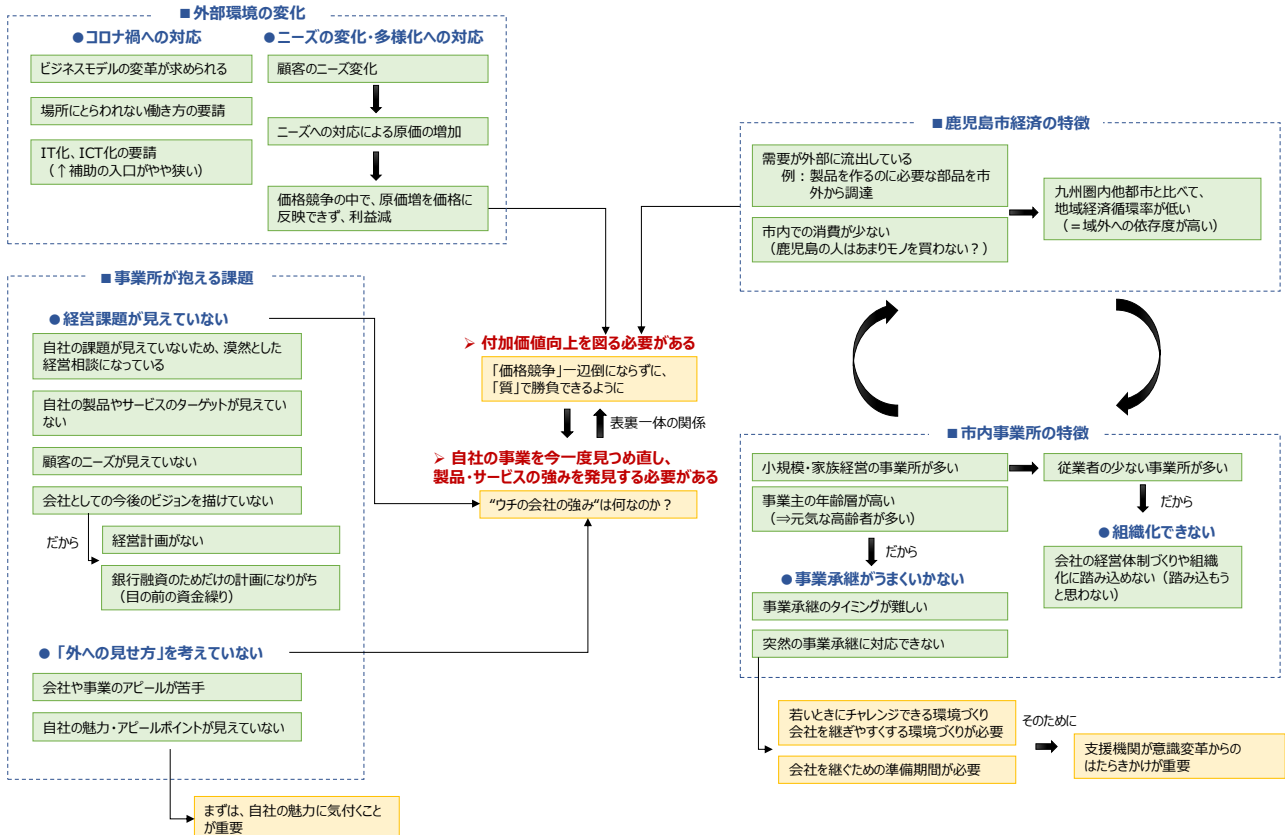 ■外部環境の変化
●コロナ禍への対応
ビジネスモデルの変革が求められる
場所にとらわれない働き方の要請
IT化、ICT化の要請
（↑補助の入口がやや狭い）
●ニーズの変化・多様化への対応
顧客のニーズ変化
ニーズへの対応による原価の増加
価格競争の中で、原価増を価格に
反映できず、利益減
■事業所が抱える課題
●経営課題が見えていない
自社の課題が見えていないため、漠然とした
経営相談になっている
自社の製品やサービスのターゲットが見えてい
ない
顧客のニーズが見えていない
会社としての今後のビジョンを描けていない
だから
経営計画がない
銀行融資のためだけの計画になりがち
（目の前の資金繰り）
●「外への見せ方」を考えていない
会社や事業のアピールが苦手
自社の魅力・アピールポイントが見えていない
まずは、自社の魅力に気付くこと
が重要
➢ 付加価値向上を図る必要がある
「価格競争」一辺倒にならずに、
「質」で勝負できるように
表裏一体の関係
➢ 自社の事業を今一度見つめ直し、
製品・サービスの強みを発見する必要がある
“ウチの会社の強み“は何なのか？
■鹿児島市経済の特徴
需要が外部に流出している
例：製品を作るのに必要な部品を市
外から調達
市内での消費が少ない
（鹿児島の人はあまりモノを買わない？）
九州圏内他都市と比べて、
地域経済循環率が低い
（＝域外への依存度が高い）
■市内事業所の特徴
小規模・家族経営の事業所が多い
事業主の年齢層が高い
（⇒元気な高齢者が多い）
だから
●事業承継がうまくいかない
事業承継のタイミングが難しい
突然の事業承継に対応できない
従業者の少ない事業所が多い
だから
●組織化できない
会社の経営体制づくりや組織
化に踏み込めない（踏み込もう
と思わない）
若いときにチャレンジできる環境づくり
会社を継ぎやすくする環境づくりが必要
会社を継ぐための準備期間が必要
そのために
支援機関が意識変革からの
はたらきかけが重要